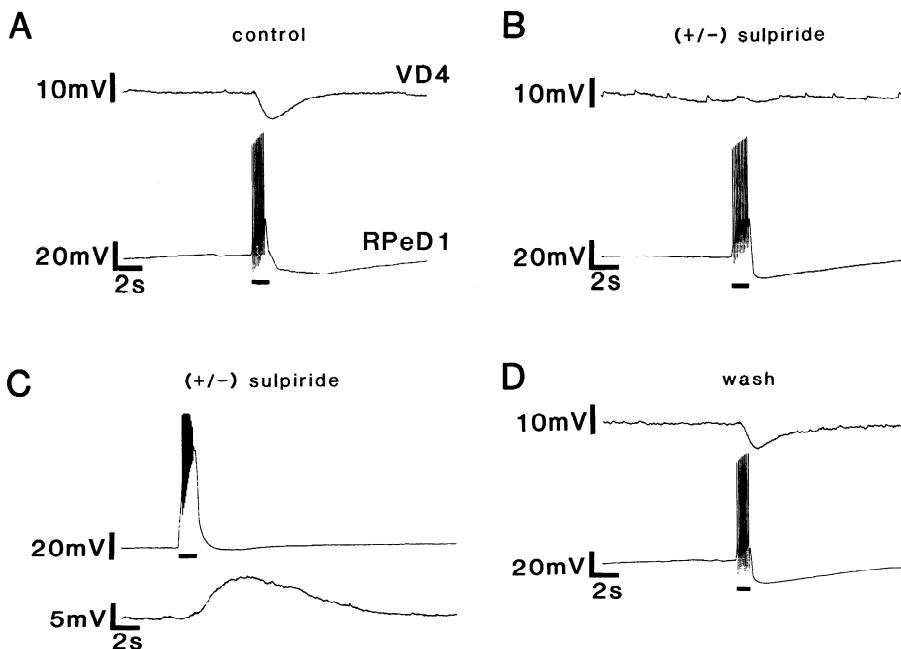 A
control
10mV
VD4
20mV
RPeD1
2s
B
(+/-) sulpiride
10mV
20mV
2s
C
(+/-) sulpiride
20mV
5mV
2s
D
wash
10mV
20mV
2s